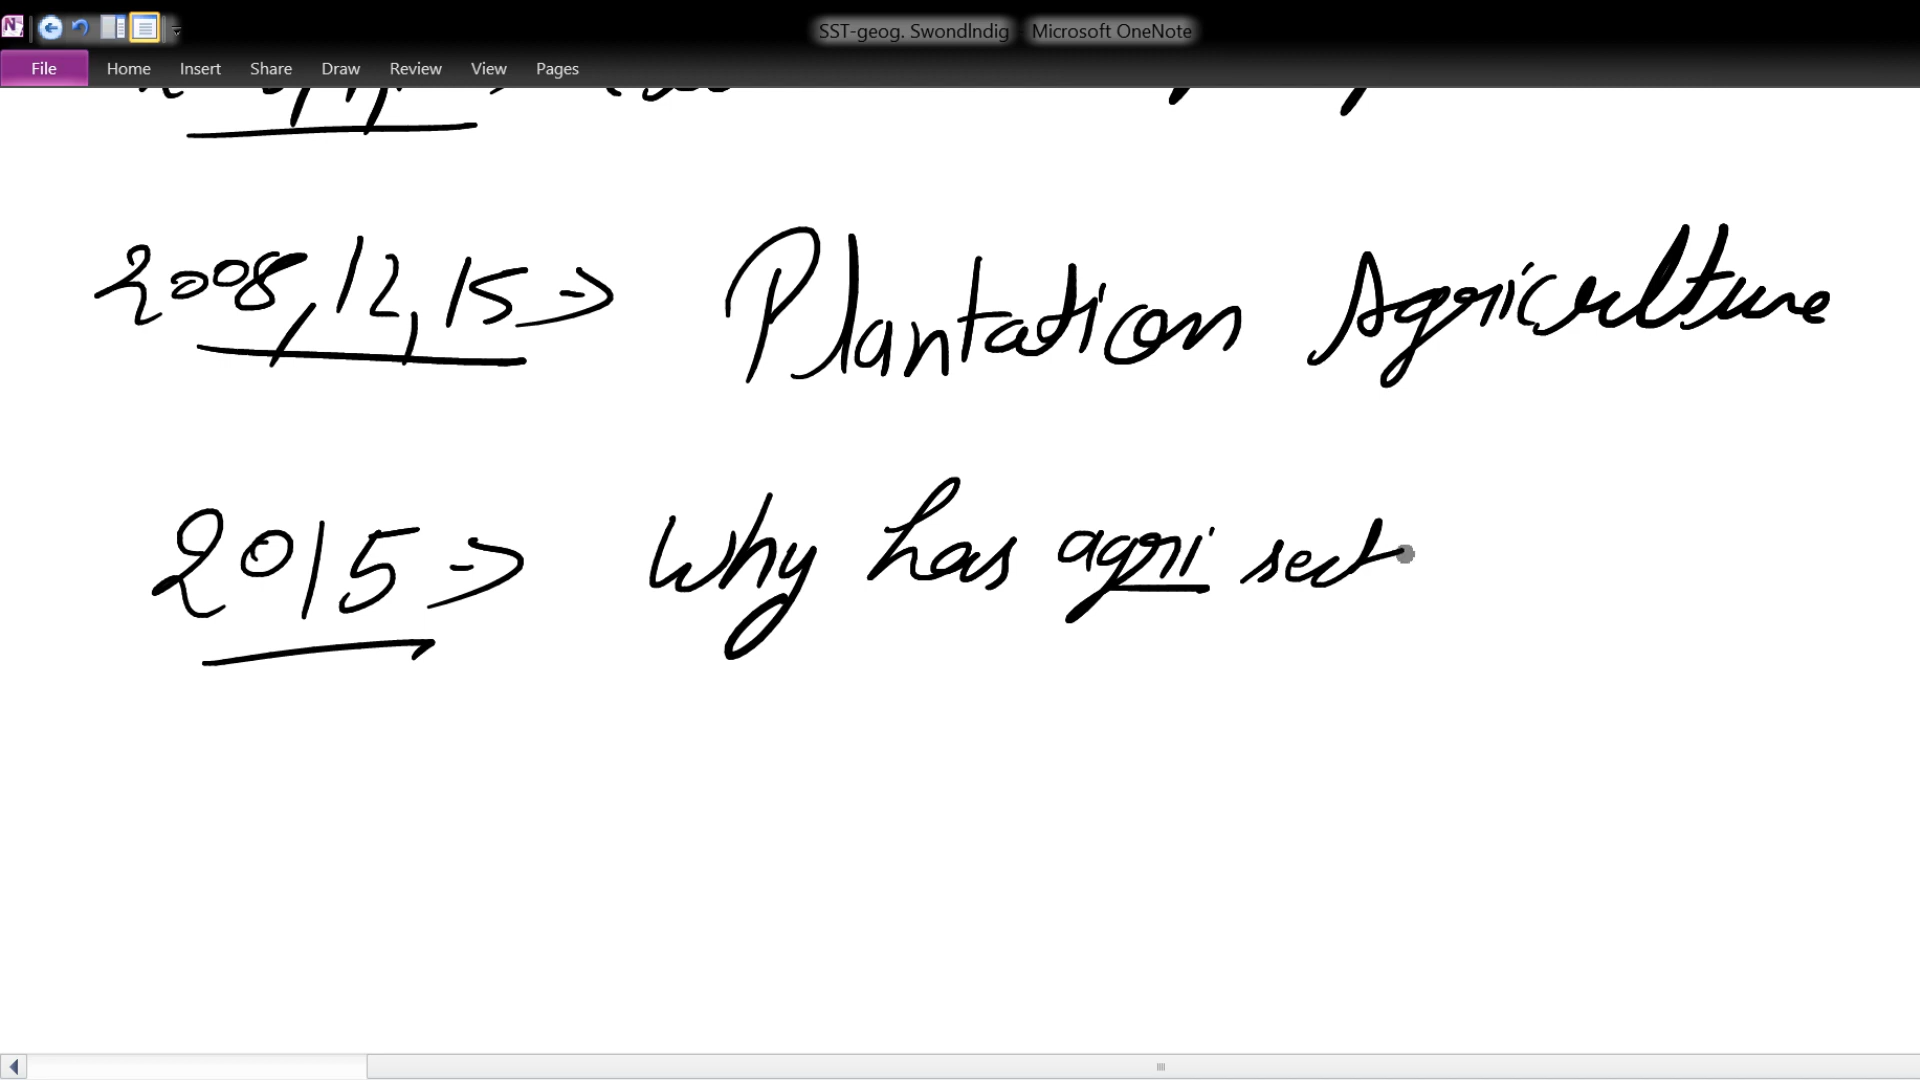 SST-geog. SwondIndig - Microsoft OneNote
File Home Insert Share Draw Review View Pages
2008, 12, 15 => Plantation Agriculture
2015 => Why has agri sect